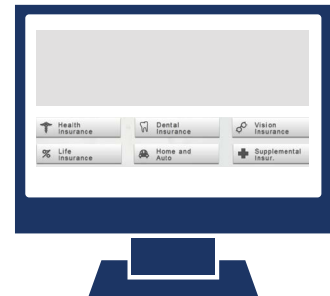 Health
Insurance
Dental
Insurance
Vision
Insurance
Life
Insurance
Home and
Auto
Supplemental
Insur.